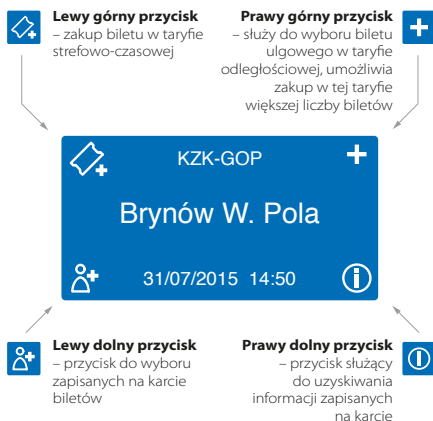 Lewy górny przycisk
– zakup biletu w taryfie
strefowo-czasowej
Prawy górny przycisk
– służy do wyboru biletu
ulgowego w taryfie
odległościowej, umożliwia
zakup w tej taryfie
większej liczby biletów
KZK-GOP
Brynów W. Pola
31/07/2015 14:50
Lewy dolny przycisk
– przycisk do wyboru
zapisanych na karcie
biletów
Prawy dolny przycisk
– przycisk służący
do uzyskiwania
informacji zapisanych
na karcie